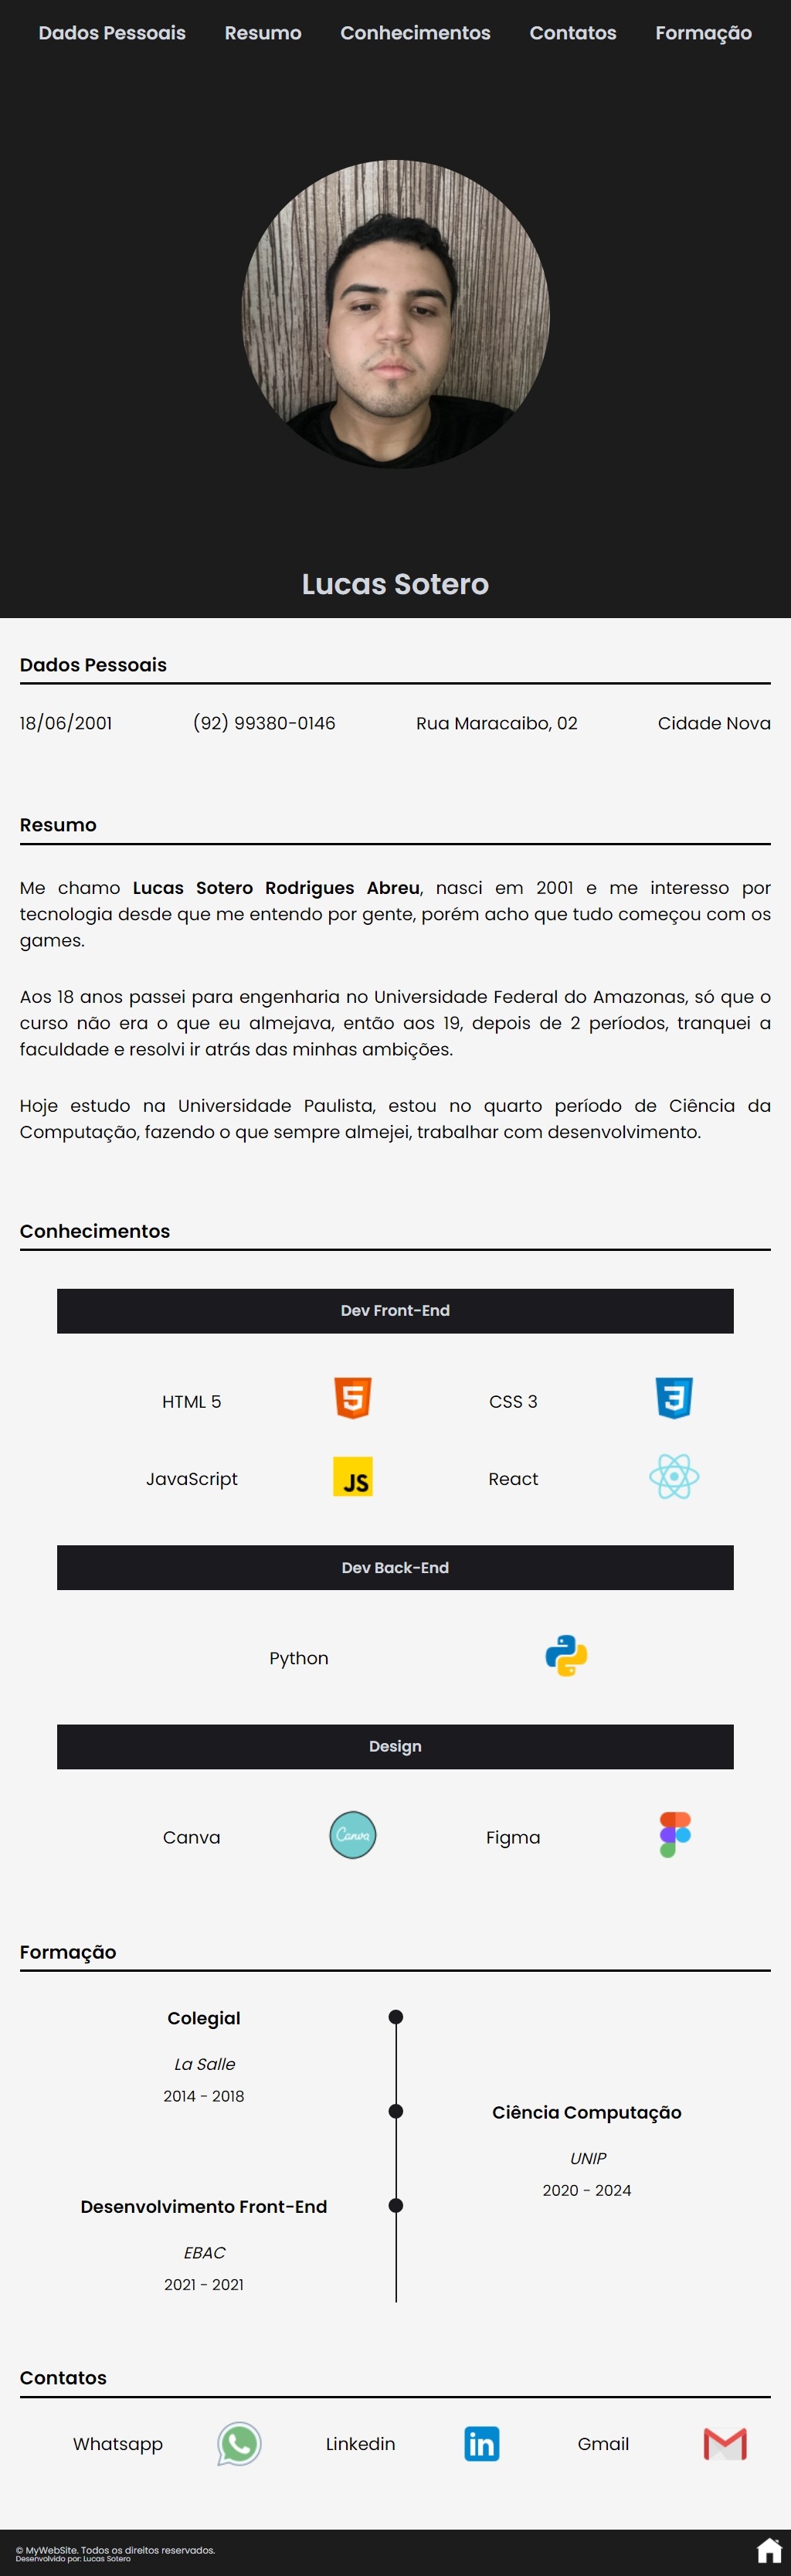 Dados Pessoais Resumo Conhecimentos Contatos Formação
Lucas Sotero
Dados Pessoais
18/06/2001 (92) 99380-0146 Rua Maracaibo, 02 Cidade Nova
Resumo
Me chamo Lucas Sotero Rodrigues Abreu, nasci em 2001 e me interesso por
tecnologia desde que me entendo por gente, porém acho que tudo começou com os
games.
Aos 18 anos passei para engenharia no Universidade Federal do Amazonas, só que o
curso não era o que eu almejava, então aos 19, depois de 2 períodos, tranquei a
faculdade e resolvi ir atrás das minhas ambições.
Hoje estudo na Universidade Paulista, estou no quarto período de Ciência da
Computação, fazendo o que sempre almejei, trabalhar com desenvolvimento.
Conhecimentos
Dev Front-End
HTML 5 5 CSS 3 3
JavaScript JS React
Dev Back-End
Python
Design
Canva Canva Figma
Formação
Colegial
La Salle
2014 - 2018
Ciência Computação
UNIP
2020 - 2024
Desenvolvimento Front-End
EBAC
2021 - 2021
Contatos
Whatsapp Linkedin in Gmail
© MyWebSite. Todos os direitos reservados.
Desenvolvido por: Lucas Sotero